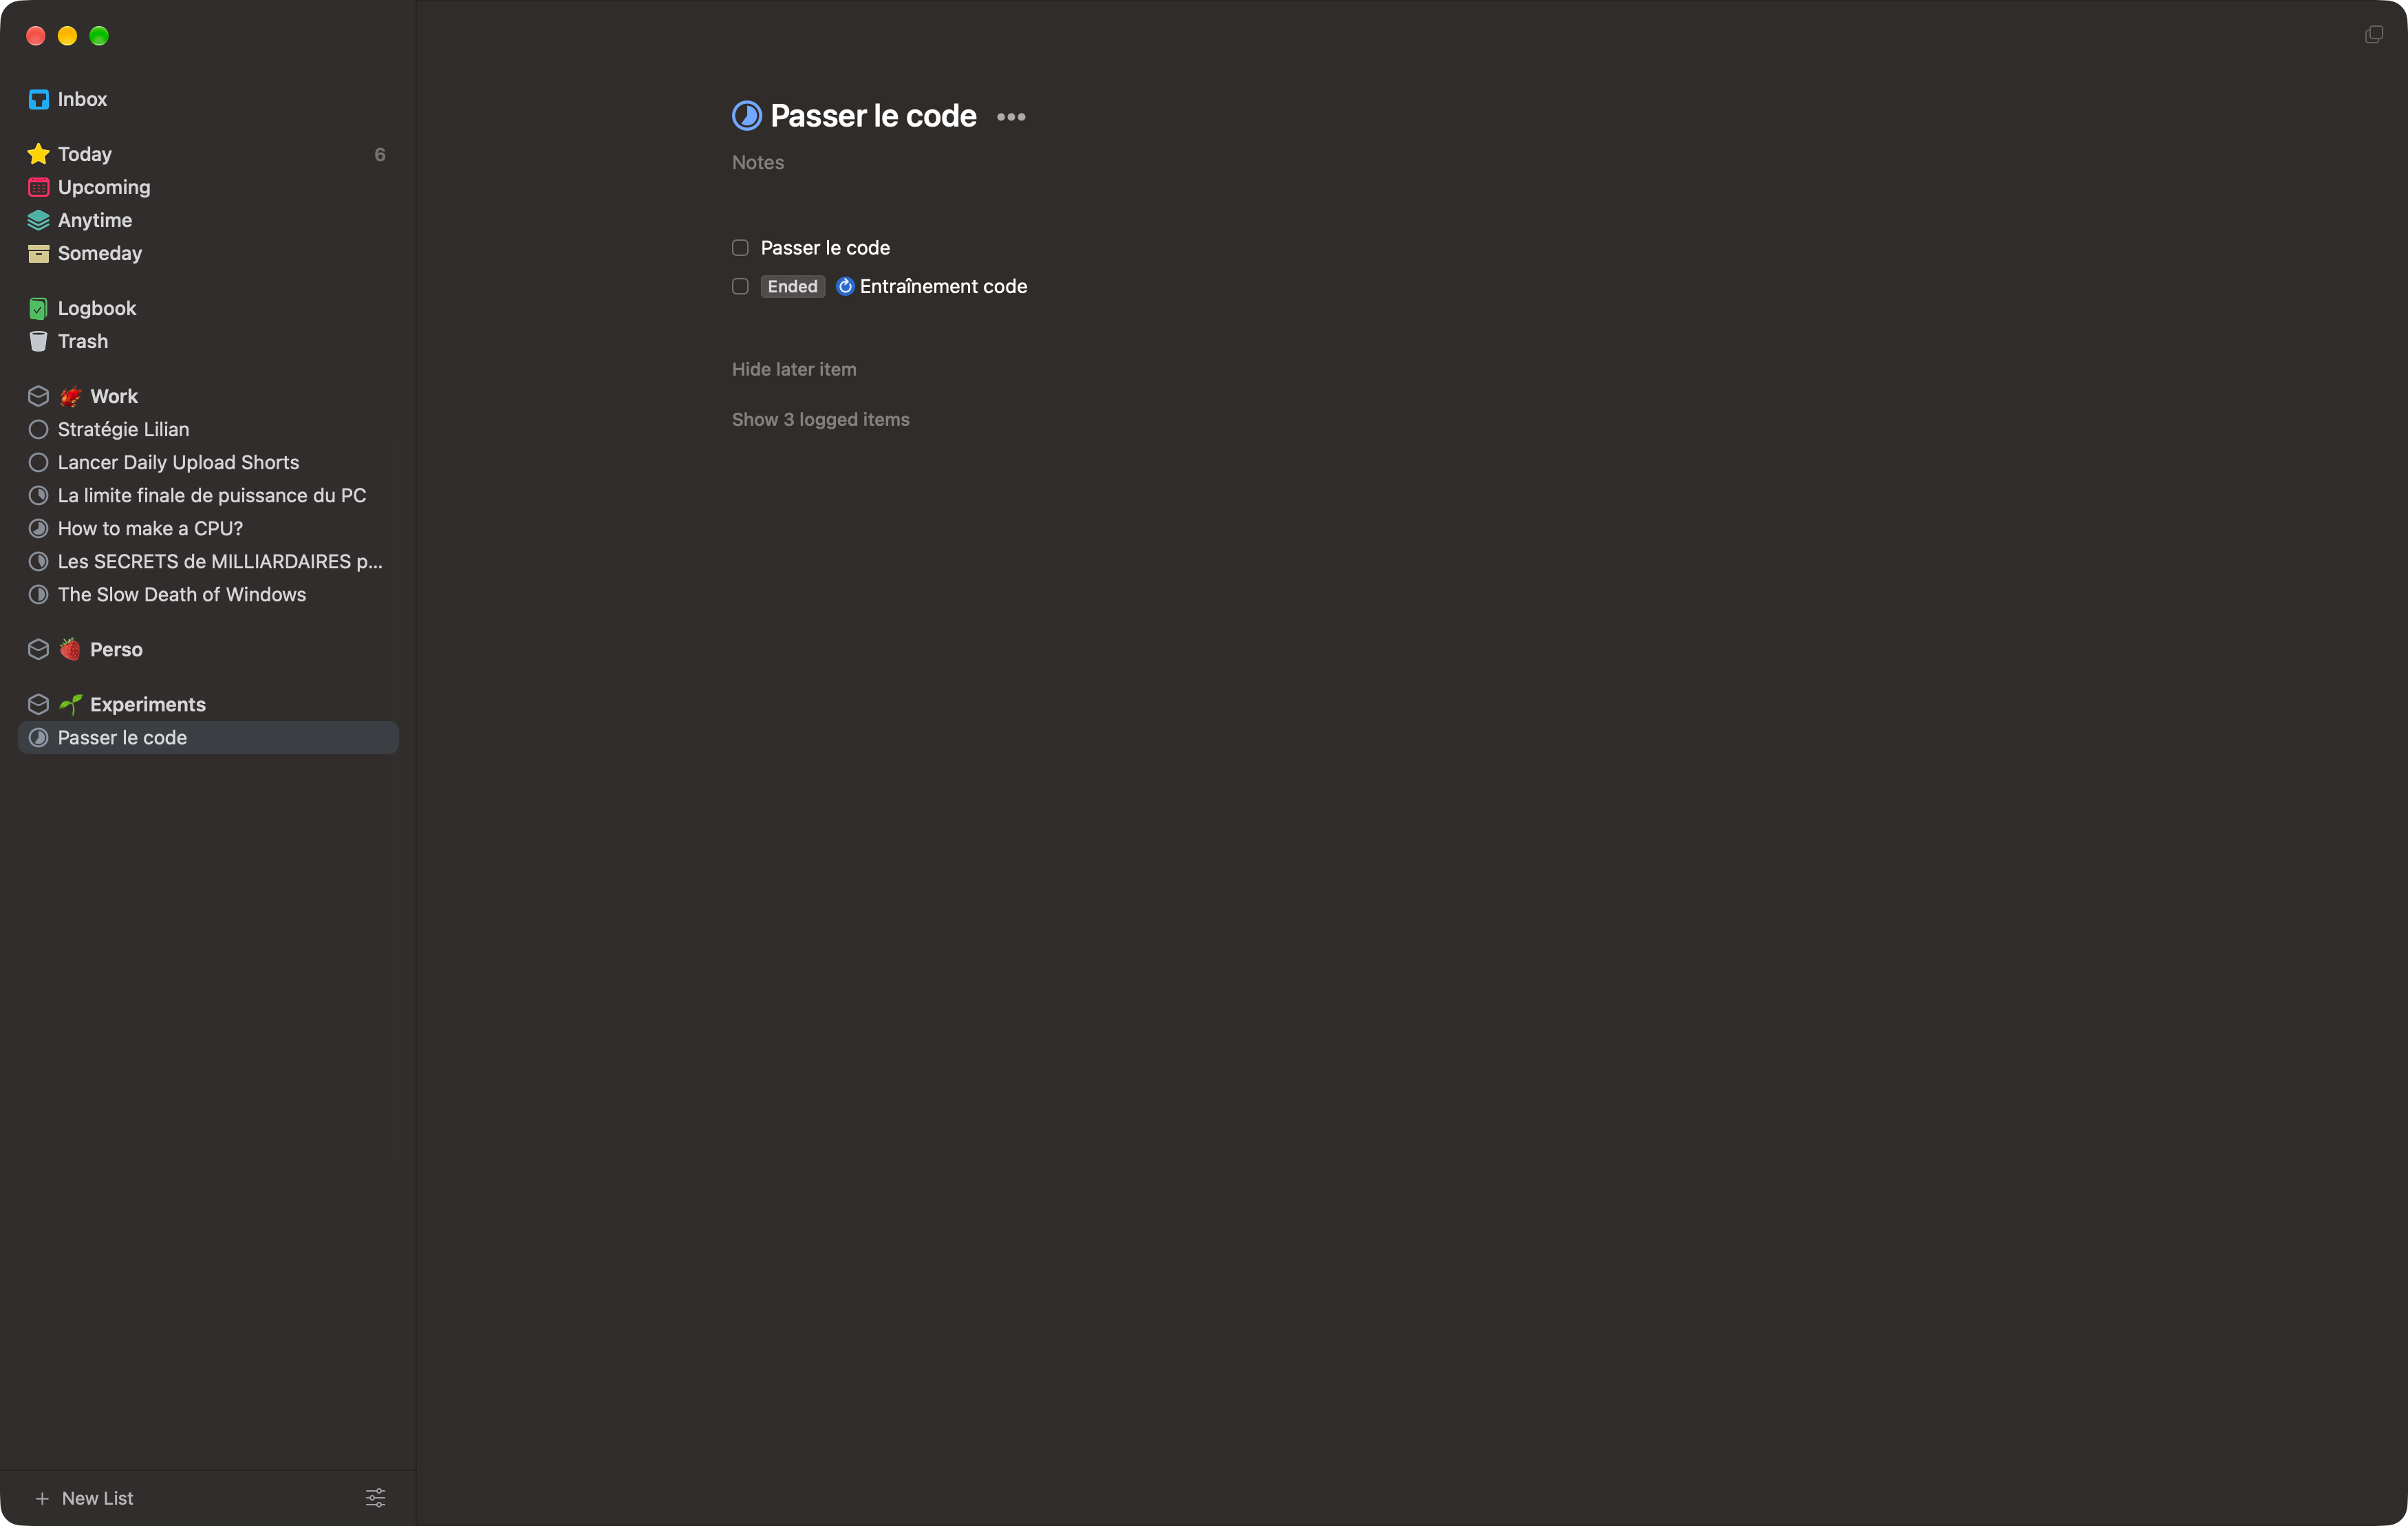 Inbox
Today 6
Upcoming
Anytime
Someday
Logbook
Trash
Work
Stratégie Lilian
Lancer Daily Upload Shorts
La limite finale de puissance du PC
How to make a CPU?
Les SECRETS de MILLIARDAIRES p...
The Slow Death of Windows
Perso
Experiments
Passer le code
New List
Passer le code
Notes
Passer le code
Ended Entraînement code
Hide later item
Show 3 logged items